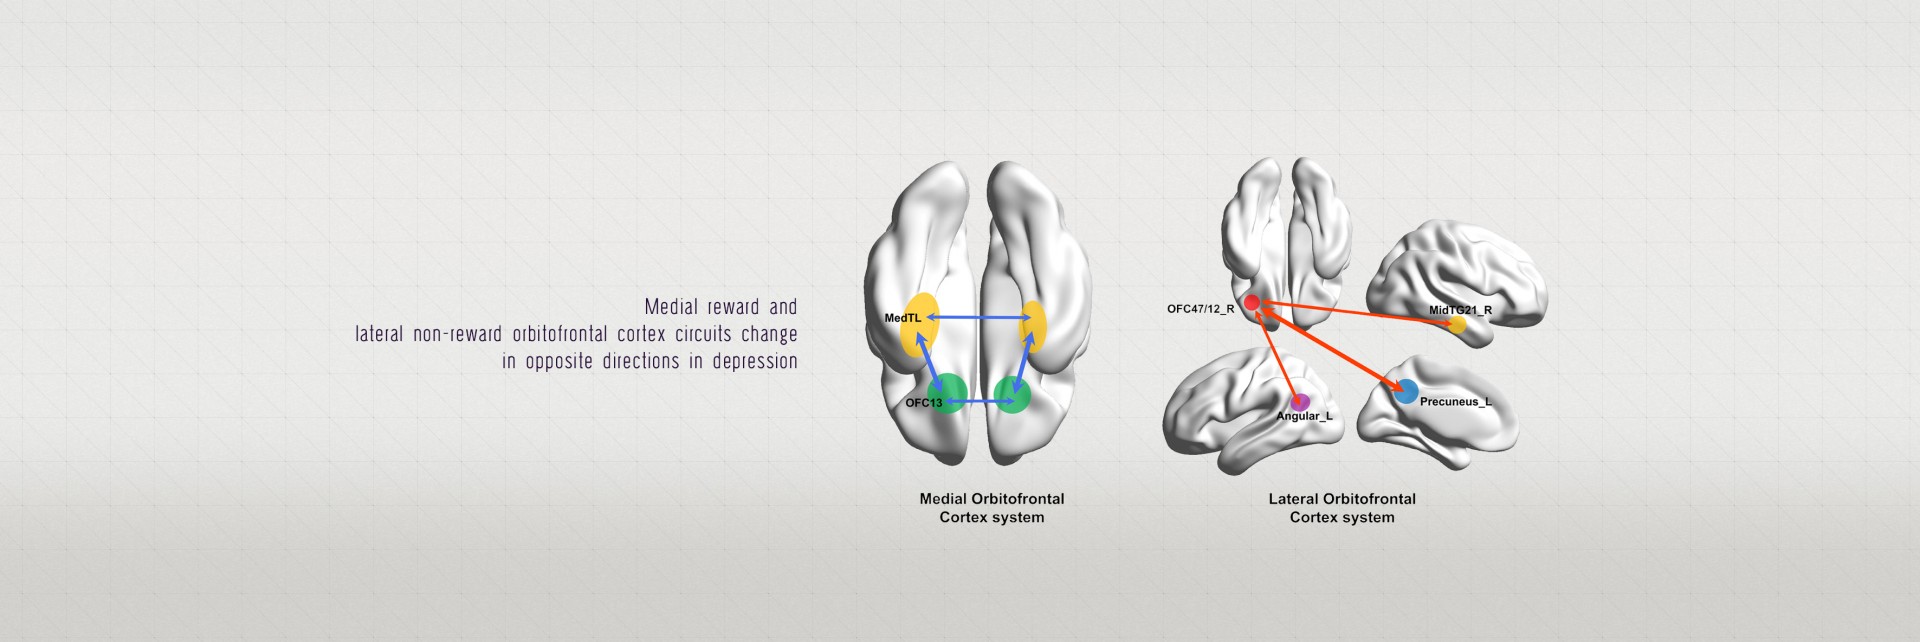 Medial reward and
lateral non-reward orbitofrontal cortex circuits change
in opposite directions in depression
MedTL
OFC13
Medial Orbitofrontal
Cortex system
OFC47/12_R
MidTG21_R
Angular_L
Precuneus_L
Lateral Orbitofrontal
Cortex system